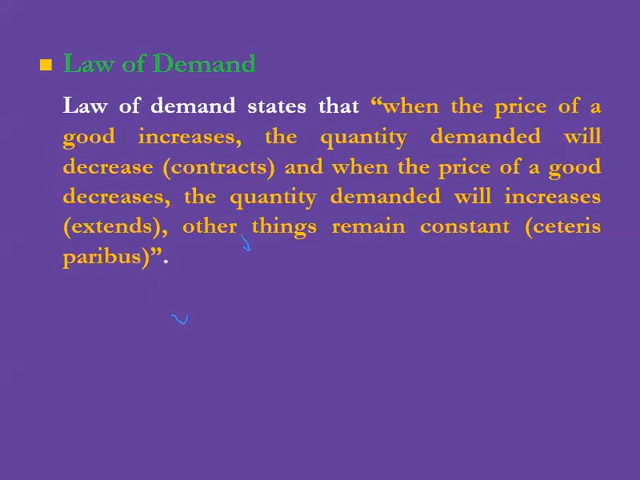 Law of Demand
Law of demand states that “when the price of a
good increases, the quantity demanded will
decrease (contracts) and when the price of a good
decreases, the quantity demanded will increases
(extends), other things remain constant (ceteris
paribus)”.